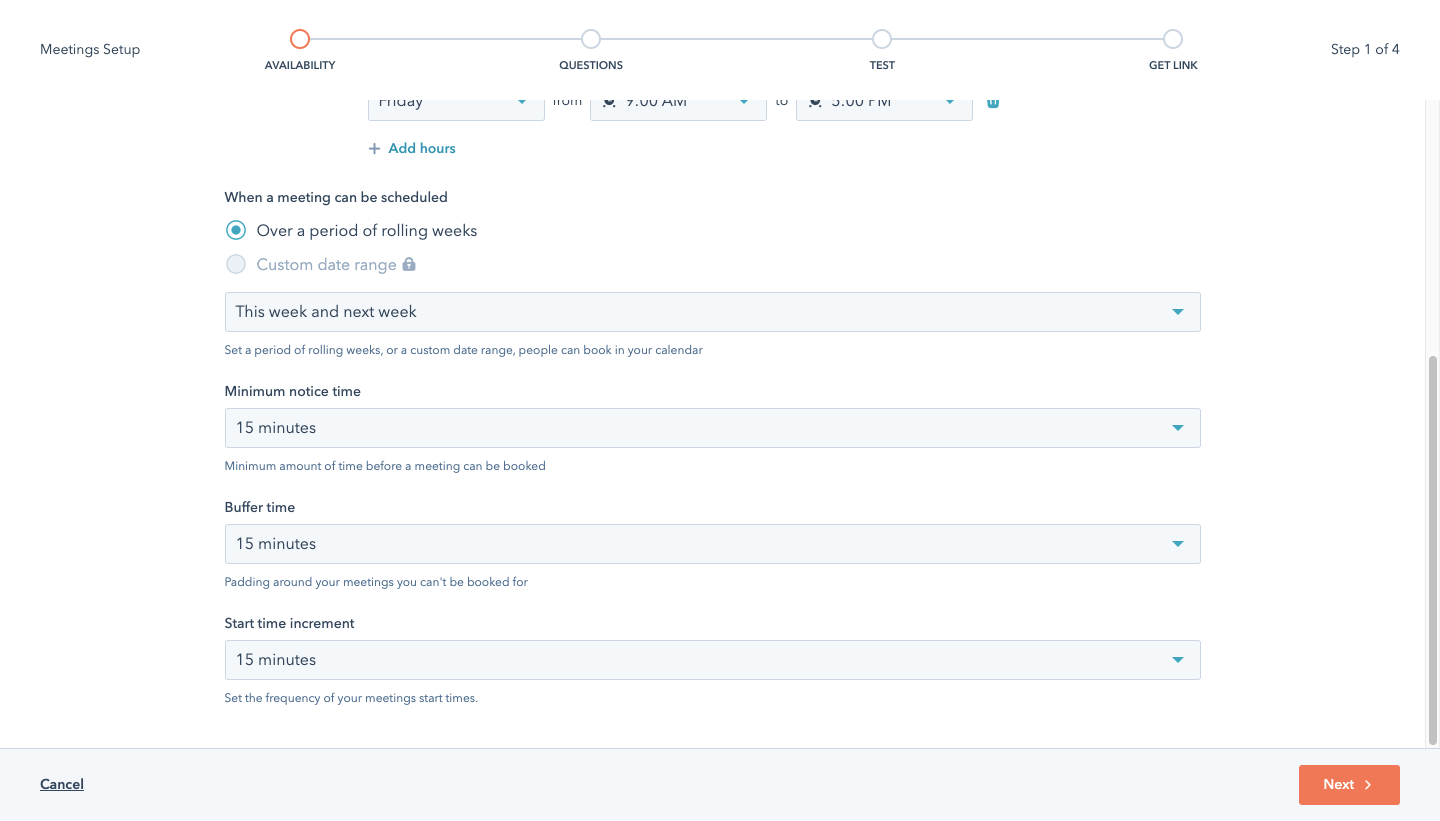 Meetings Setup
AVAILABILITY
QUESTIONS
TEST
GET LINK
Step 1 of 4
Friday from 9:00 AM to 5:00 PM
+ Add hours
When a meeting can be scheduled
Over a period of rolling weeks
Custom date range
This week and next week
Set a period of rolling weeks, or a custom date range, people can book in your calendar
Minimum notice time
15 minutes
Minimum amount of time before a meeting can be booked
Buffer time
15 minutes
Padding around your meetings you can't be booked for
Start time increment
15 minutes
Set the frequency of your meetings start times.
Cancel
Next